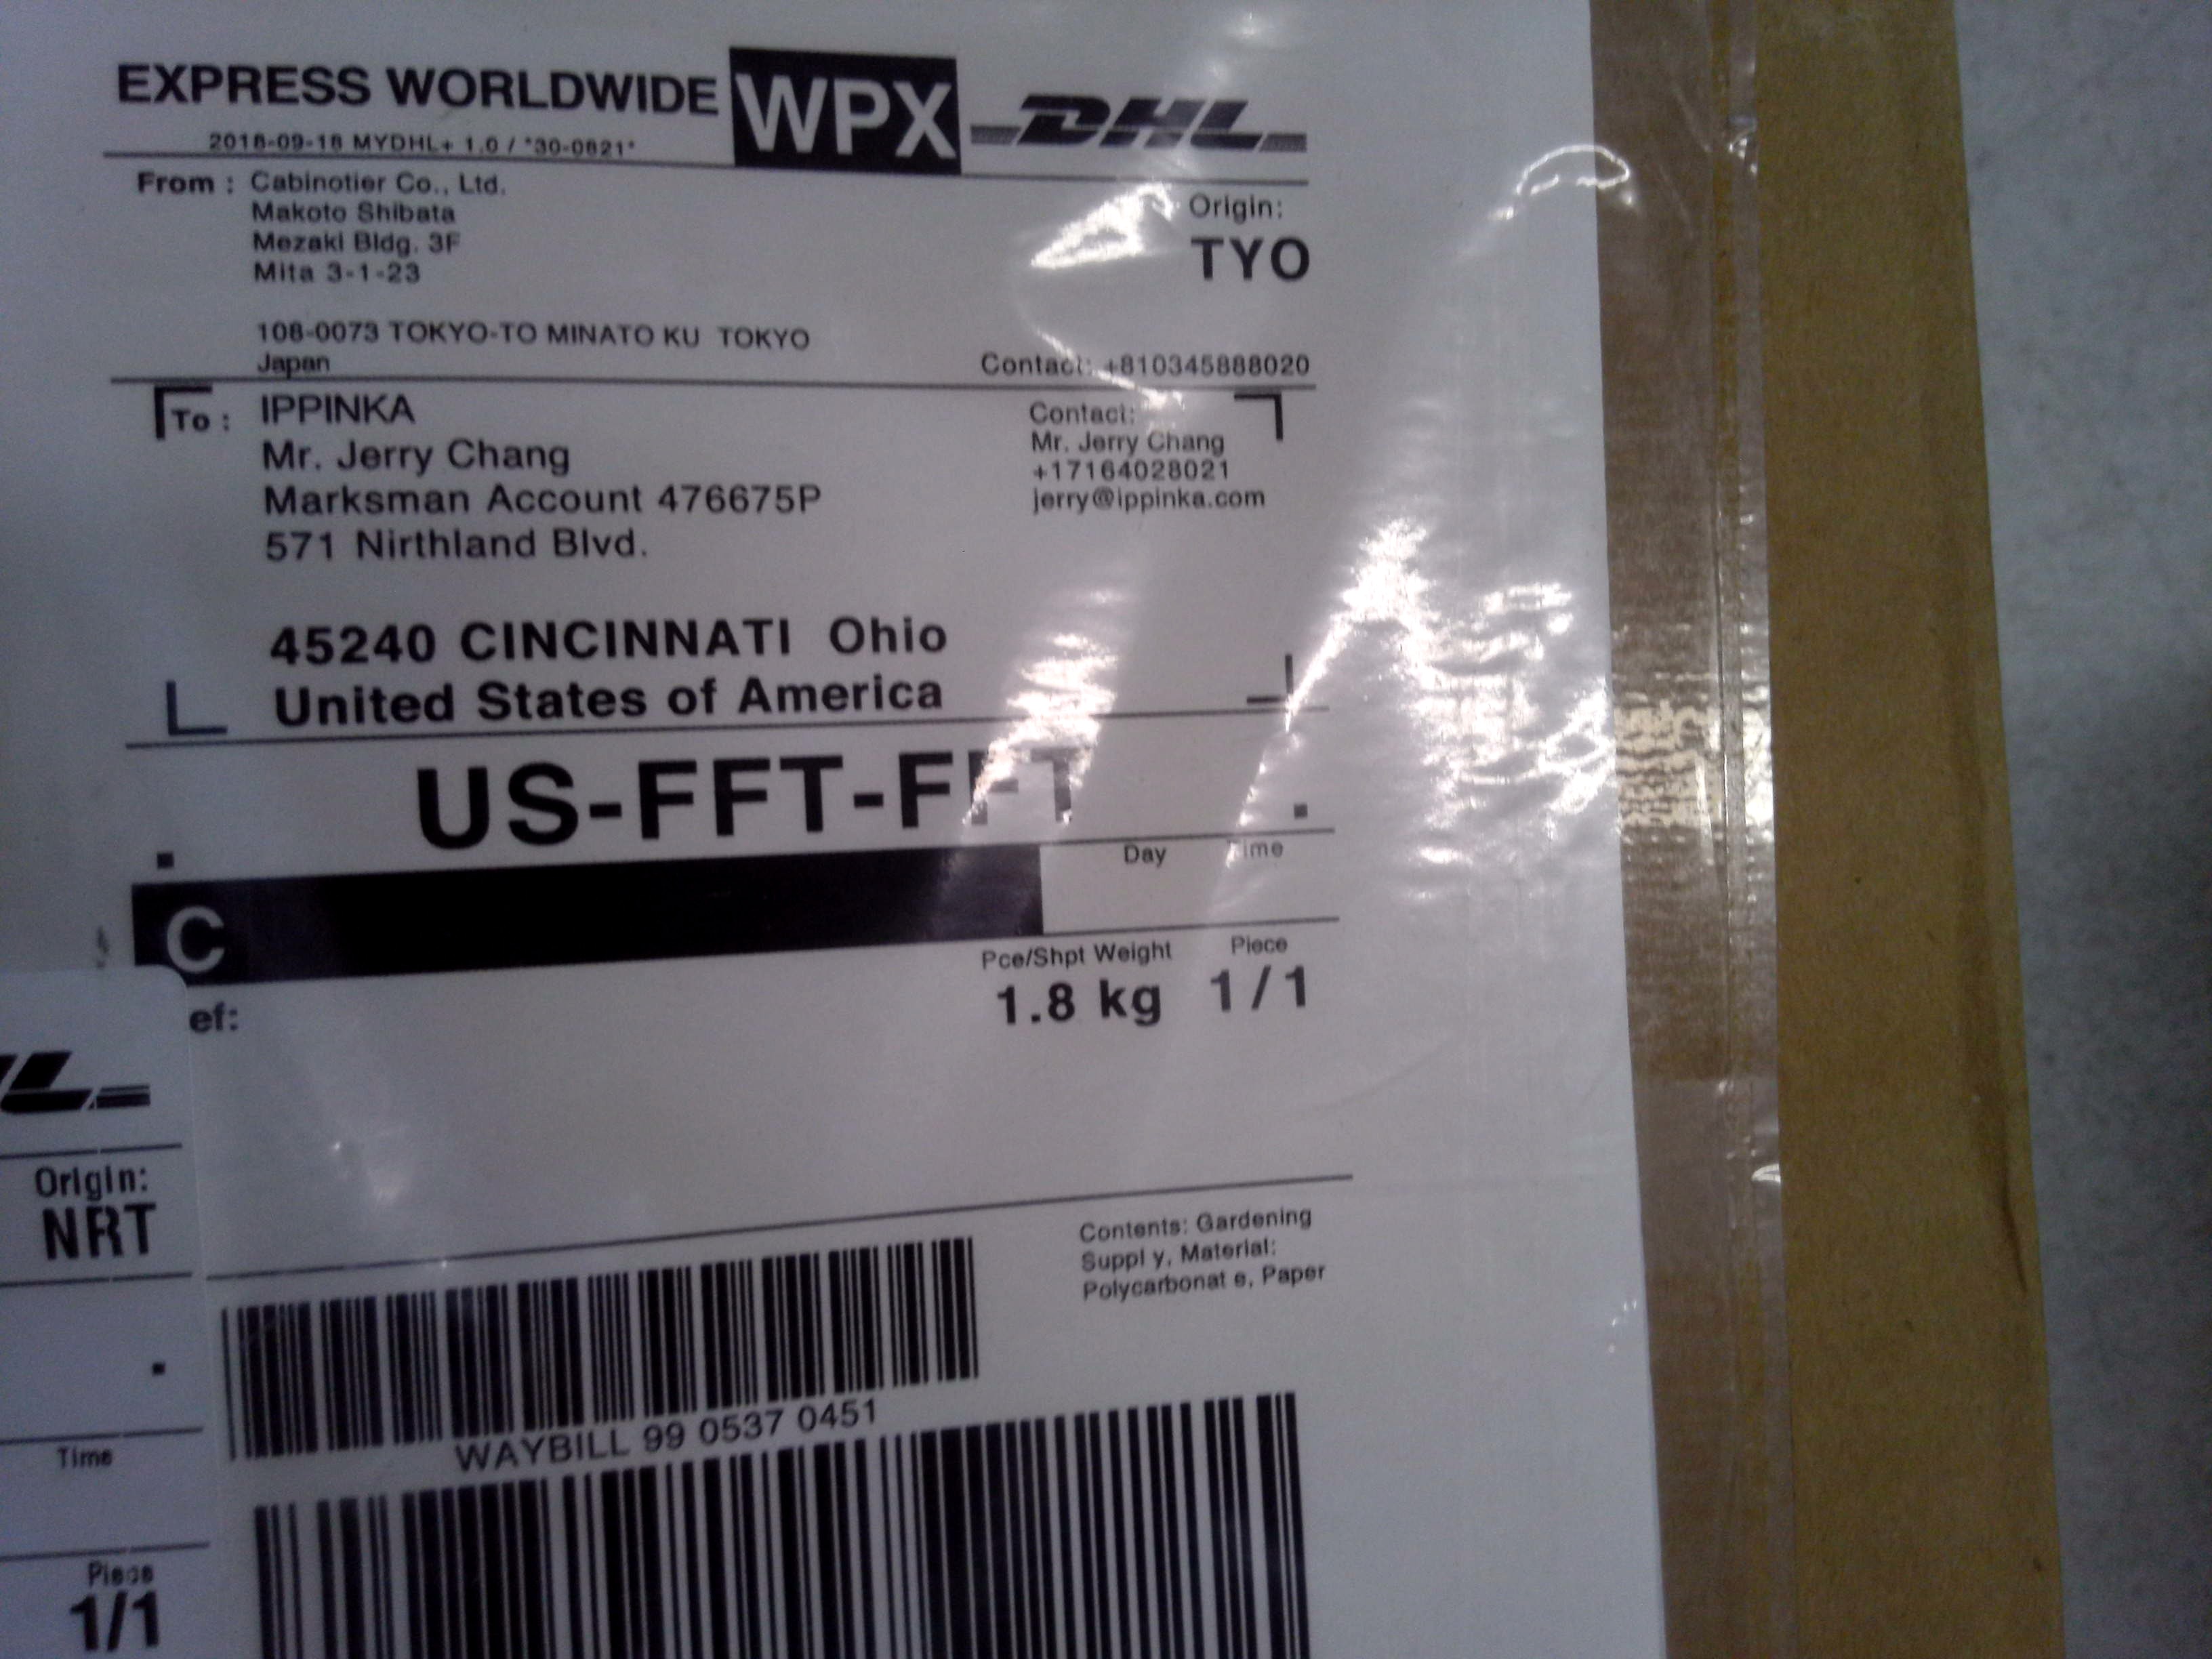 EXPRESS WORLDWIDE WPX DHL
2018-09-18 MYDHL+ 1.0 / *30-0821*
From : Cabinotier Co., Ltd.
Makoto Shibata
Mezaki Bldg. 3F
Mita 3-1-23
108-0073 TOKYO-TO MINATO KU TOKYO
Japan
Origin:
TYO
Contact: +810345888020
To : IPPINKA
Mr. Jerry Chang
Marksman Account 476675P
571 Nirthland Blvd.
45240 CINCINNATI Ohio
United States of America
Contact:
Mr. Jerry Chang
+17164028021
jerry@ippinka.com
US-FFT-FFT
Day Time
C
ef:
Pce/Shpt Weight Piece
1.8 kg 1/1
Contents: Gardening
Suppl y, Material:
Polycarbonat e, Paper
WAYBILL 99 0537 0451
L
Origin:
NRT
Time
Piece
1/1